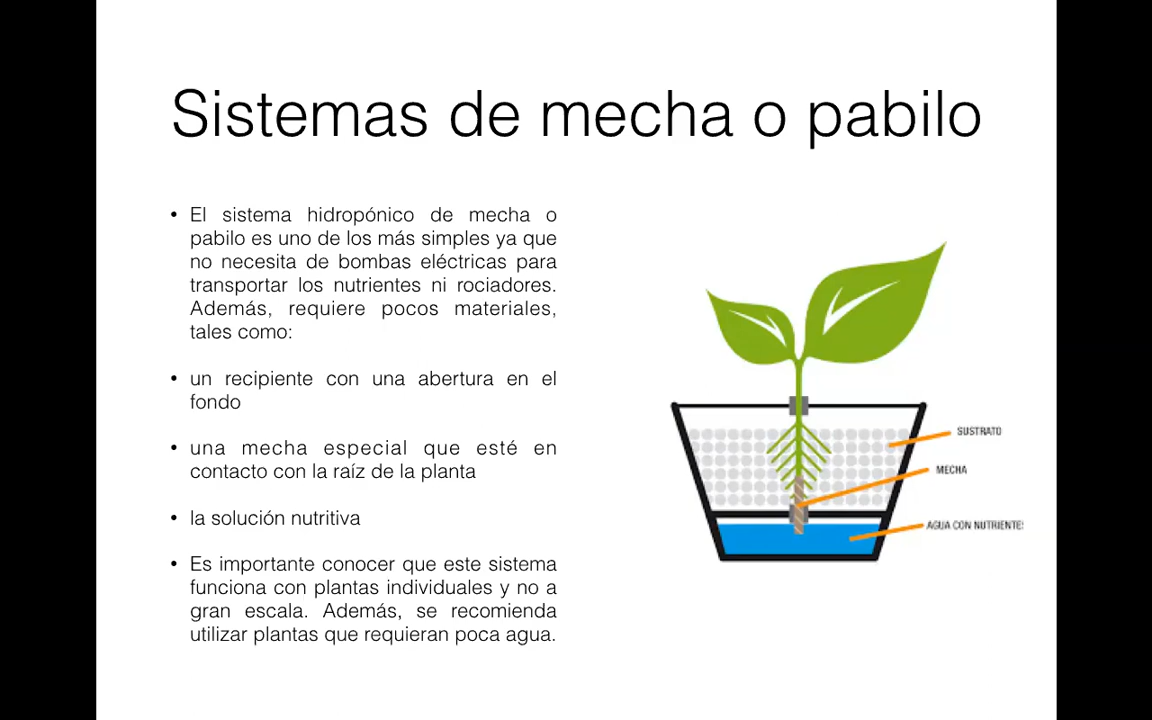 Sistemas de mecha o pabilo
• El sistema hidropónico de mecha o
pabilo es uno de los más simples ya que
no necesita de bombas eléctricas para
transportar los nutrientes ni rociadores.
Además, requiere pocos materiales,
tales como:
• un recipiente con una abertura en el
fondo
• una mecha especial que esté en
contacto con la raíz de la planta
• la solución nutritiva
• Es importante conocer que este sistema
funciona con plantas individuales y no a
gran escala. Además, se recomienda
utilizar plantas que requieran poca agua.
SUSTRATO
MECHA
AGUA CON NUTRIENTES